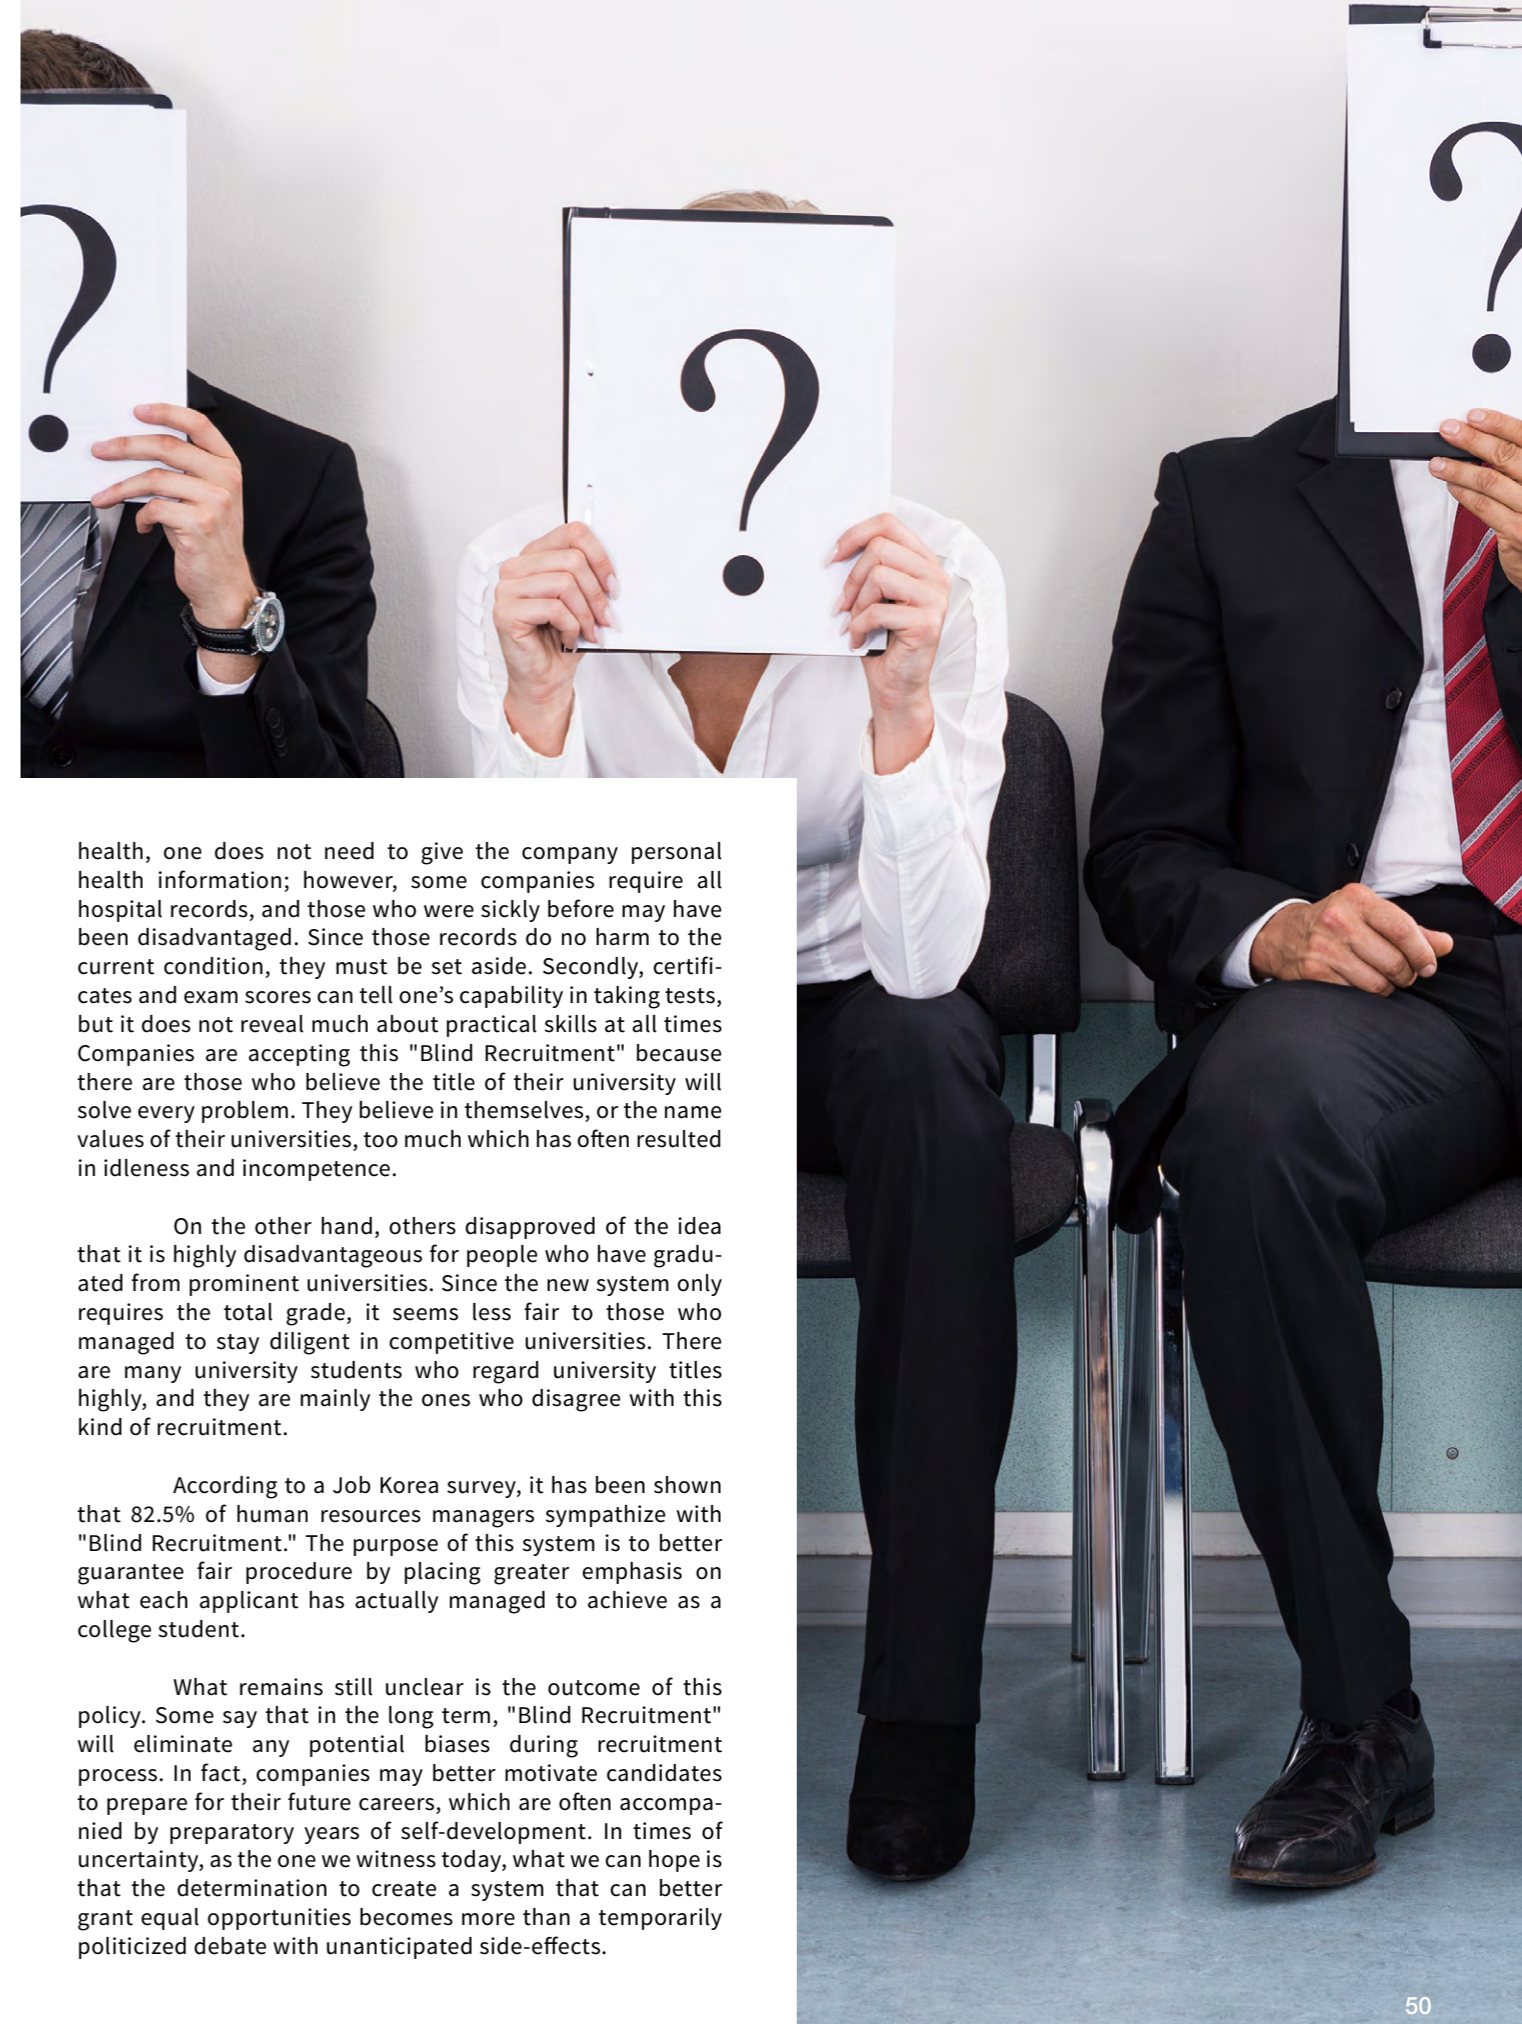 ?
?
?
health, one does not need to give the company personal
health information; however, some companies require all
hospital records, and those who were sickly before may have
been disadvantaged. Since those records do no harm to the
current condition, they must be set aside. Secondly, certifi-
cates and exam scores can tell one’s capability in taking tests,
but it does not reveal much about practical skills at all times
Companies are accepting this "Blind Recruitment" because
there are those who believe the title of their university will
solve every problem. They believe in themselves, or the name
values of their universities, too much which has often resulted
in idleness and incompetence.
On the other hand, others disapproved of the idea
that it is highly disadvantageous for people who have gradu-
ated from prominent universities. Since the new system only
requires the total grade, it seems less fair to those who
managed to stay diligent in competitive universities. There
are many university students who regard university titles
highly, and they are mainly the ones who disagree with this
kind of recruitment.
According to a Job Korea survey, it has been shown
that 82.5% of human resources managers sympathize with
"Blind Recruitment." The purpose of this system is to better
guarantee fair procedure by placing greater emphasis on
what each applicant has actually managed to achieve as a
college student.
What remains still unclear is the outcome of this
policy. Some say that in the long term, "Blind Recruitment"
will eliminate any potential biases during recruitment
process. In fact, companies may better motivate candidates
to prepare for their future careers, which are often accompa-
nied by preparatory years of self-development. In times of
uncertainty, as the one we witness today, what we can hope is
that the determination to create a system that can better
grant equal opportunities becomes more than a temporarily
politicized debate with unanticipated side-effects.
50